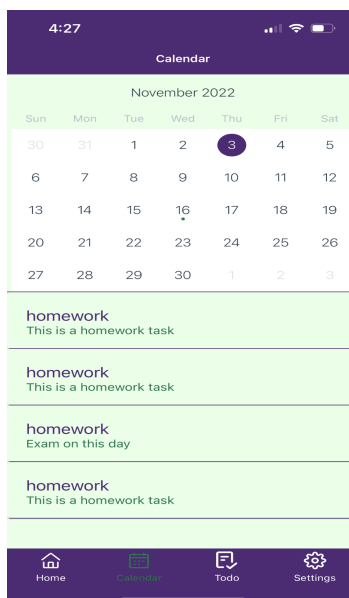 4:27
Calendar
November 2022
Sun Mon Tue Wed Thu Fri Sat
30 31 1 2 3 4 5
6 7 8 9 10 11 12
13 14 15 16 17 18 19
20 21 22 23 24 25 26
27 28 29 30 1 2 3
homework
This is a homework task
homework
This is a homework task
homework
Exam on this day
homework
This is a homework task
Home Calendar Todo Settings